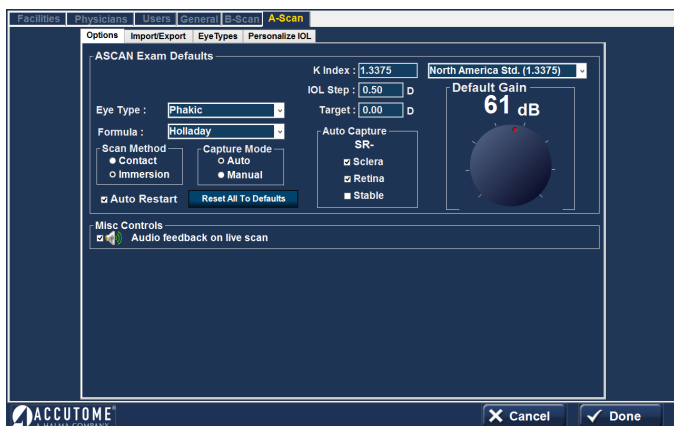 Facilities Physicians Users General B-Scan A-Scan
Options Import/Export EyeTypes Personalize IOL
ASCAN Exam Defaults
K Index : 1.3375 North America Std. (1.3375)
IOL Step : 0.50 D
Default Gain
61 dB
Eye Type : Phakic
Target : 0.00 D
Formula : Holladay
Scan Method
Contact
Immersion
Capture Mode
Auto
Manual
Auto Capture
SR-
Sclera
Retina
Stable
Auto Restart
Reset All To Defaults
Misc Controls
Audio feedback on live scan
ACCUTOME®
A HALMA COMPANY
Cancel
Done